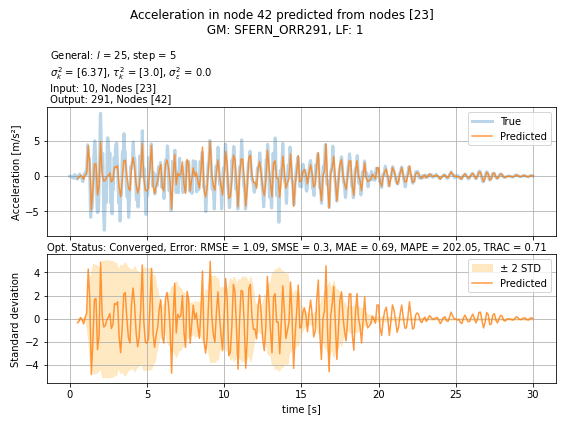 Acceleration in node 42 predicted from nodes [23]
GM: SFERN_ORR291, LF: 1
General: l = 25, step = 5
σ²ₖ = [6.37], τ²ₖ = [3.0], σ²ε = 0.0
Input: 10, Nodes [23]
Output: 291, Nodes [42]
Acceleration [m/s²]
5
0
−5
True
Predicted
Opt. Status: Converged, Error: RMSE = 1.09, SMSE = 0.3, MAE = 0.69, MAPE = 202.05, TRAC = 0.71
Standard deviation
4
2
0
−2
−4
± 2 STD
Predicted
0 5 10 15 20 25 30
time [s]